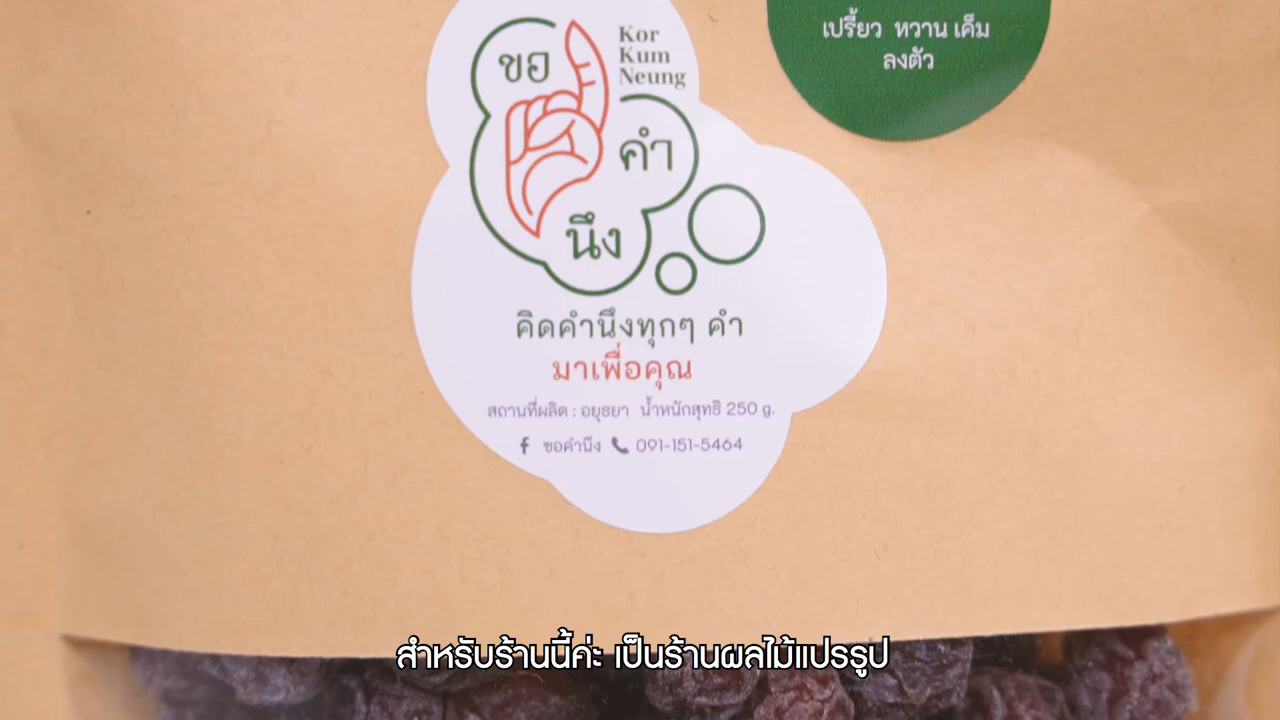 เปรี้ยว หวาน เค็ม
ลงตัว
ขอ
Kor
Kum
Neung
คำ
นึง
คิดคำนึงทุกๆ คำ
มาเพื่อคุณ
สถานที่ผลิต : อยุธยา น้ำหนักสุทธิ 250 g.
ขอคำนึง 091-151-5464
สำหรับร้านนี้ค่ะ เป็นร้านผลไม้แปรรูป